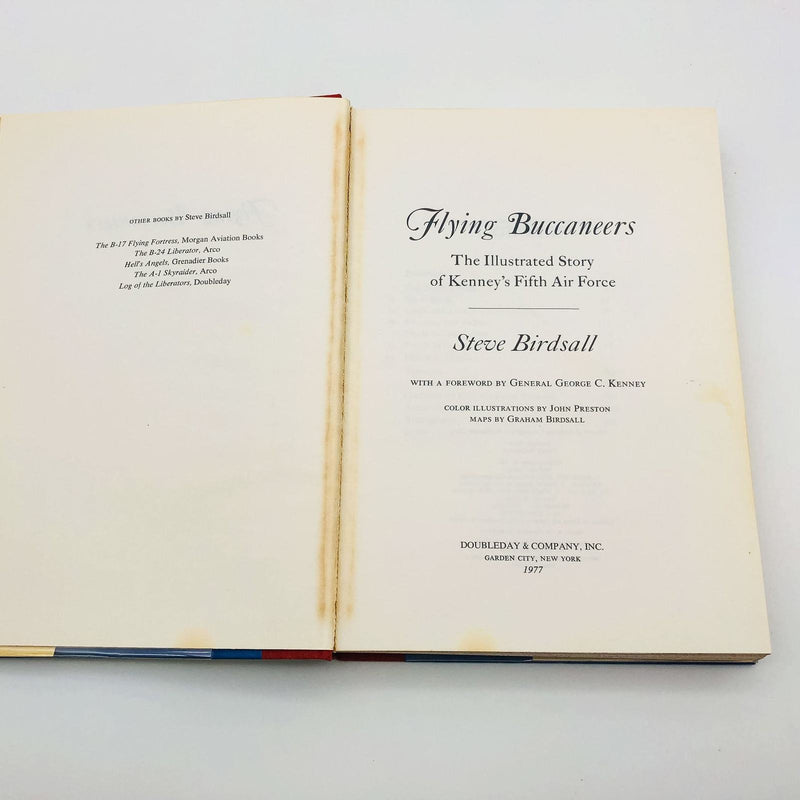 OTHER BOOKS BY Steve Birdsall
The B-17 Flying Fortress, Morgan Aviation Books
The B-24 Liberator, Arco
Hell's Angels, Grenadier Books
The A-1 Skyraider, Arco
Log of the Liberators, Doubleday
Flying Buccaneers
The Illustrated Story
of Kenney's Fifth Air Force
Steve Birdsall
WITH A FOREWORD BY GENERAL GEORGE C. KENNEY
COLOR ILLUSTRATIONS BY JOHN PRESTON
MAPS BY GRAHAM BIRDSALL
DOUBLEDAY & COMPANY, INC.
GARDEN CITY, NEW YORK
1977